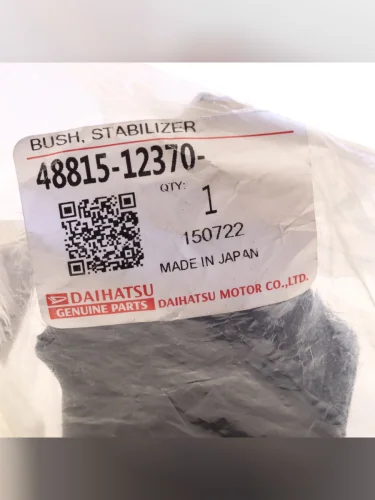 BUSH, STABILIZER
48815-12370-
QTY: 1
150722
MADE IN JAPAN
DAIHATSU
GENUINE PARTS DAIHATSU MOTOR CO.,LTD.